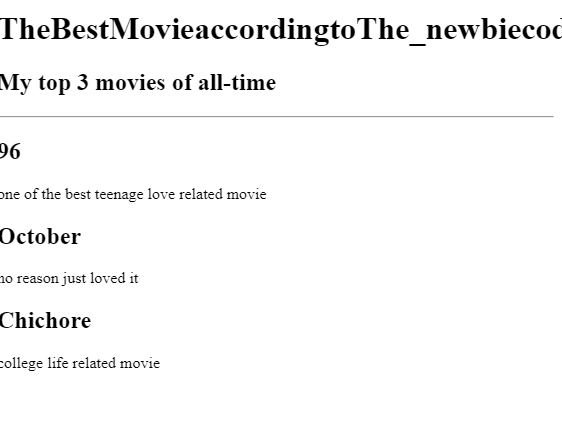 TheBestMovieaccordingtoThe_newbiecod
My top 3 movies of all-time
96
one of the best teenage love related movie
October
no reason just loved it
Chichore
college life related movie